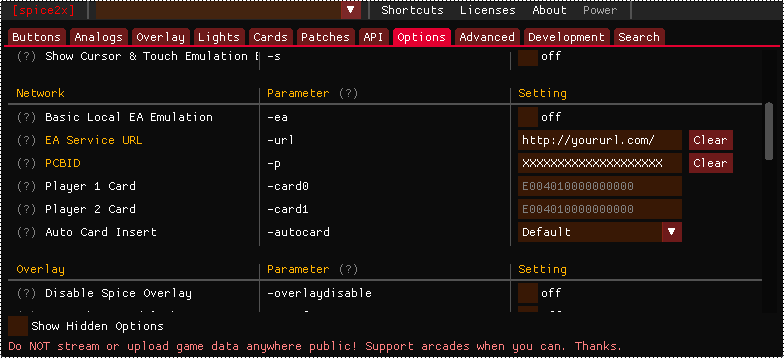 [spice2x] ▼ Shortcuts Licenses About Power
Buttons Analogs Overlay Lights Cards Patches API Options Advanced Development Search
(?) Show Cursor & Touch Emulation -s off
Network Parameter (?) Setting
(?) Basic Local EA Emulation -ea off
(?) EA Service URL -url http://yoururl.com/ Clear
(?) PCBID -p XXXXXXXXXXXXXXXXXXXX Clear
(?) Player 1 Card -card0 E004010000000000
(?) Player 2 Card -card1 E004010000000000
(?) Auto Card Insert -autocard Default ▼
Overlay Parameter (?) Setting
(?) Disable Spice Overlay -overlaydisable off
Show Hidden Options
Do NOT stream or upload game data anywhere public! Support arcades when you can. Thanks.